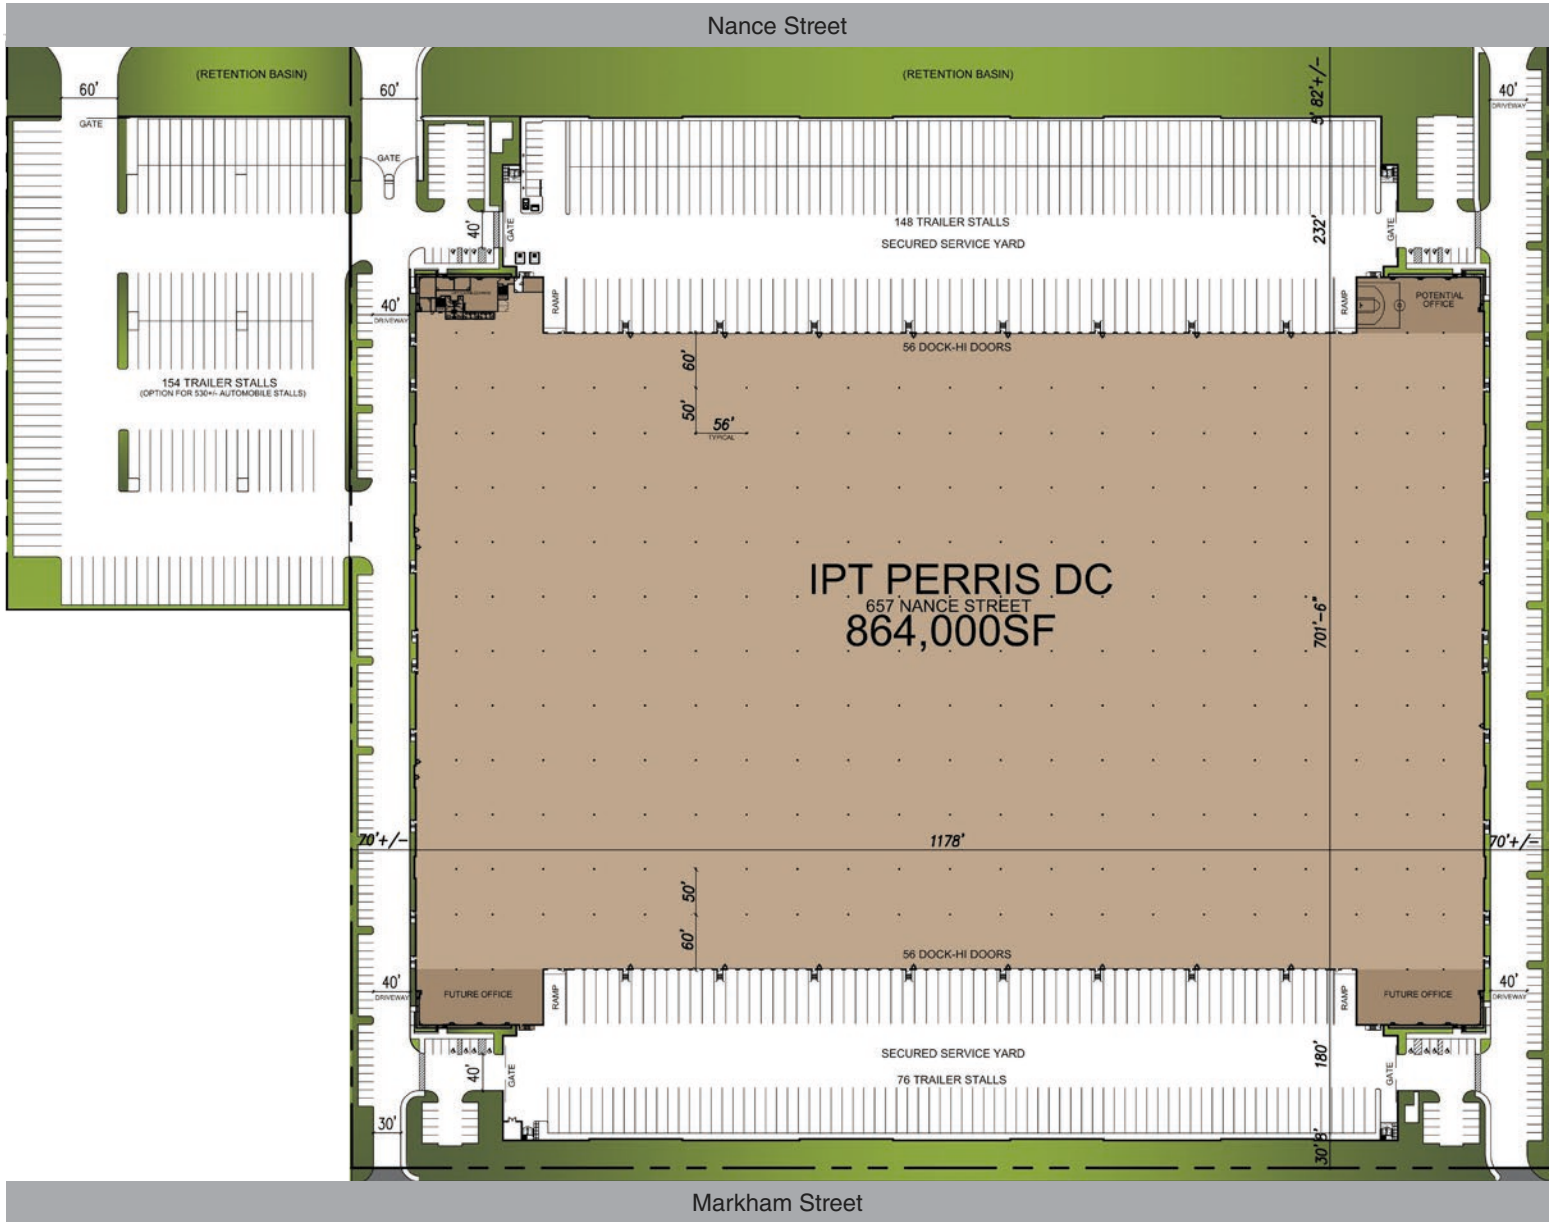 Nance Street
(RETENTION BASIN)
(RETENTION BASIN)
60'
60'
5' 82'+/-
40'
DRIVEWAY
GATE
GATE
40'
GATE
148 TRAILER STALLS
SECURED SERVICE YARD
232'
GATE
40'
DRIVEWAY
RAMP
RAMP
POTENTIAL
OFFICE
56 DOCK-HI DOORS
60'
50'
56'
TYPICAL
154 TRAILER STALLS
(OPTION FOR 530+/- AUTOMOBILE STALLS)
IPT PERRIS DC
657 NANCE STREET
864,000SF
701'-6"
70'+/-
1178'
70'+/-
50'
60'
56 DOCK-HI DOORS
40'
DRIVEWAY
FUTURE OFFICE
RAMP
RAMP
FUTURE OFFICE
40'
DRIVEWAY
SECURED SERVICE YARD
76 TRAILER STALLS
40'
GATE
180'
GATE
30'
30' 8'
Markham Street